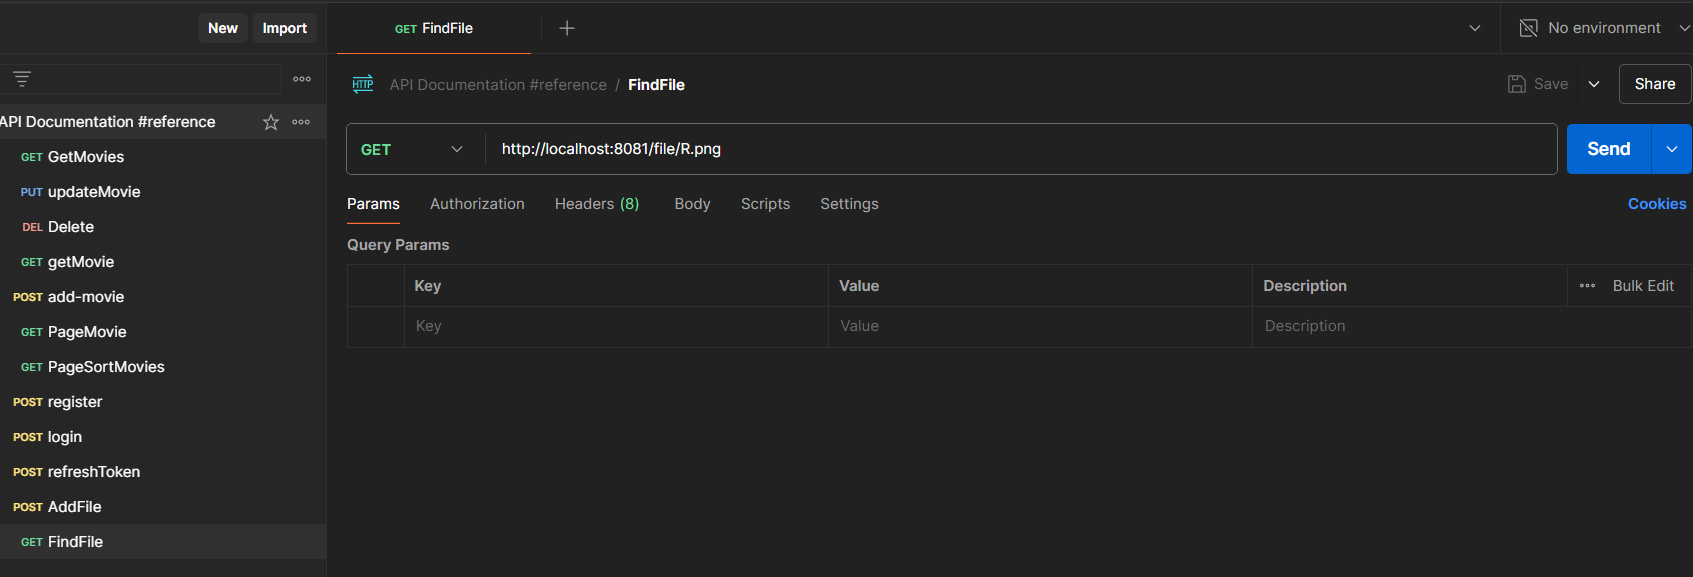 New Import
GET FindFile
No environment
HTTP API Documentation #reference / FindFile
Save
Share
API Documentation #reference
GET GetMovies
PUT updateMovie
DEL Delete
GET getMovie
POST add-movie
GET PageMovie
GET PageSortMovies
POST register
POST login
POST refreshToken
POST AddFile
GET FindFile
GET http://localhost:8081/file/R.png
Send
Params Authorization Headers (8) Body Scripts Settings
Cookies
Query Params
Key Value Description Bulk Edit
Key Value Description